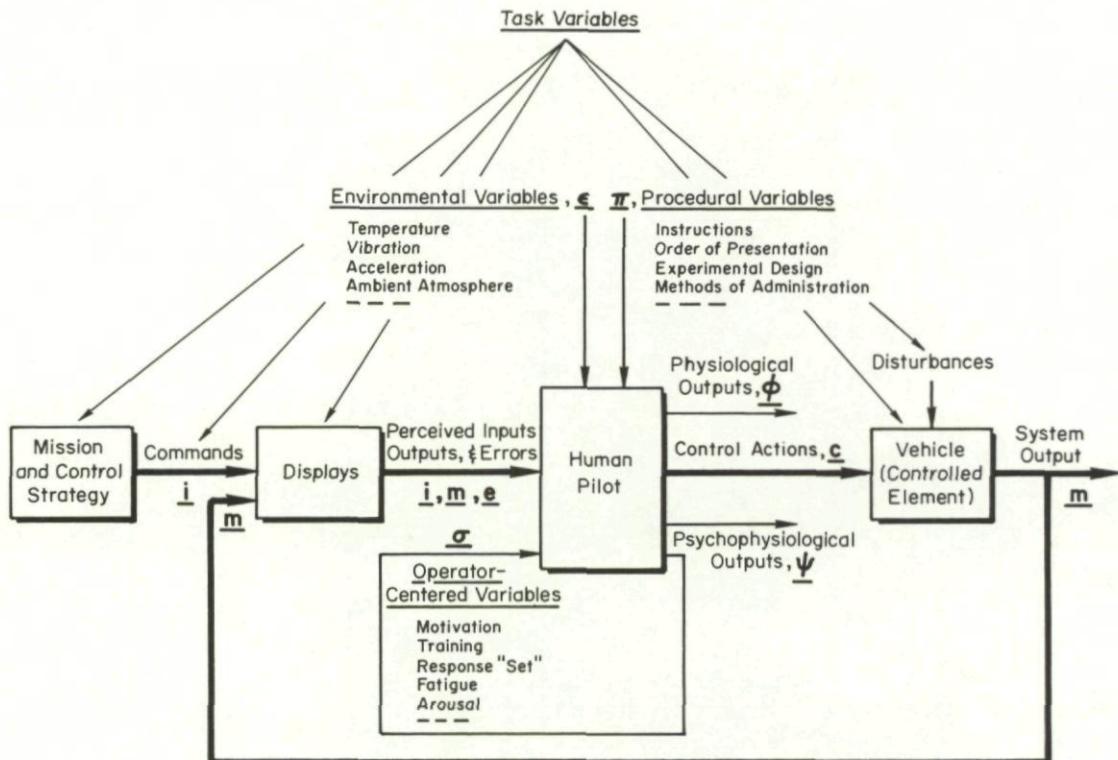 Task Variables
Environmental Variables, ϵ
Temperature
Vibration
Acceleration
Ambient Atmosphere
π, Procedural Variables
Instructions
Order of Presentation
Experimental Design
Methods of Administration
Mission
and Control
Strategy
Commands
i
m
Displays
Perceived Inputs
Outputs, & Errors
i, m, e
σ
Operator-
Centered Variables
Motivation
Training
Response "Set"
Fatigue
Arousal
Human
Pilot
Physiological
Outputs, ϕ
Control Actions, c
Psychophysiological
Outputs, ψ
Disturbances
Vehicle
(Controlled
Element)
System
Output
m